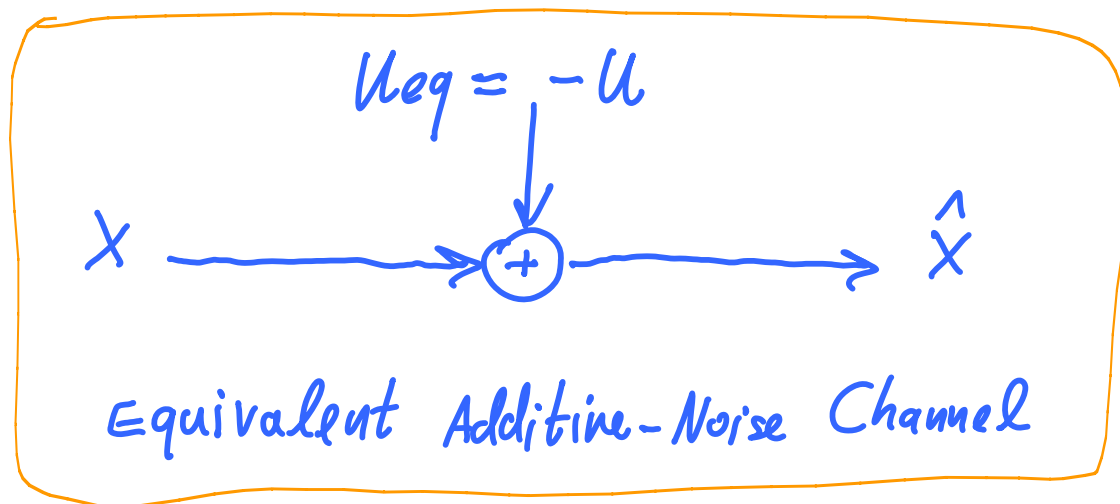 Ueq = -U
X + X̂
Equivalent Additive-Noise Channel